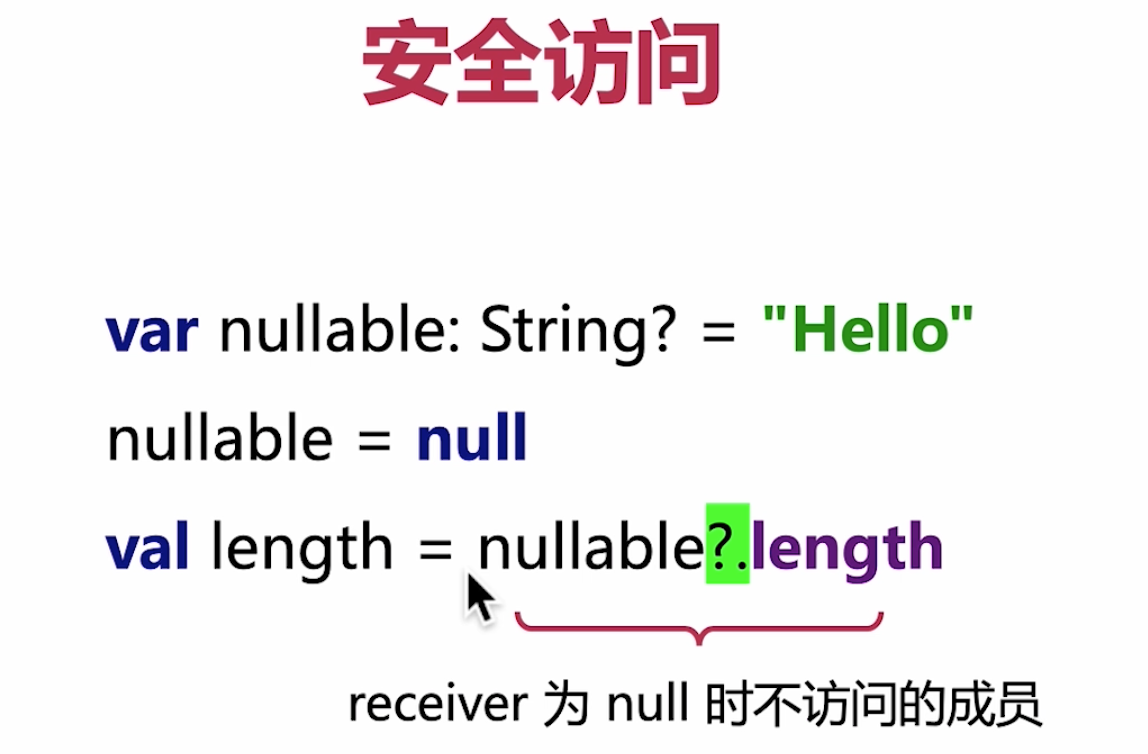 安全访问
var nullable: String? = "Hello"
nullable = null
val length = nullable?.length
receiver 为 null 时不访问的成员